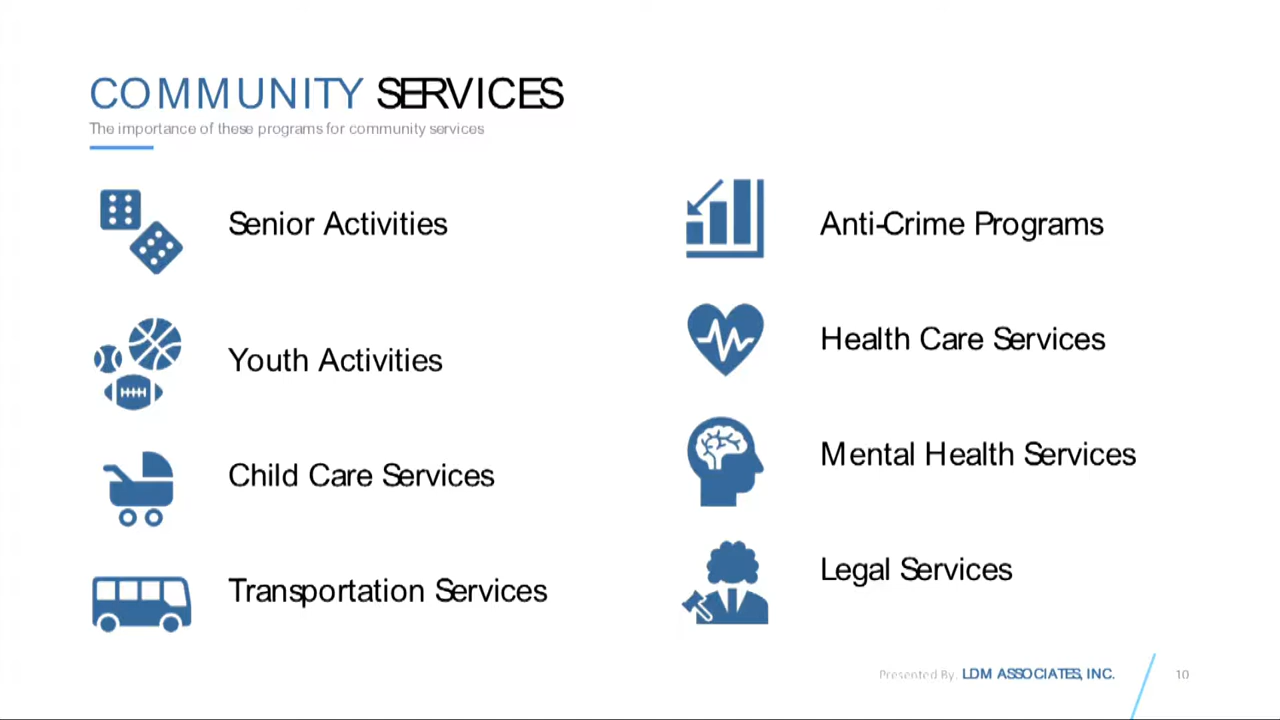 COMMUNITY SERVICES
The importance of these programs for community services
Senior Activities
Youth Activities
Child Care Services
Transportation Services
Anti-Crime Programs
Health Care Services
Mental Health Services
Legal Services
Presented By. LDM ASSOCIATES, INC.
10